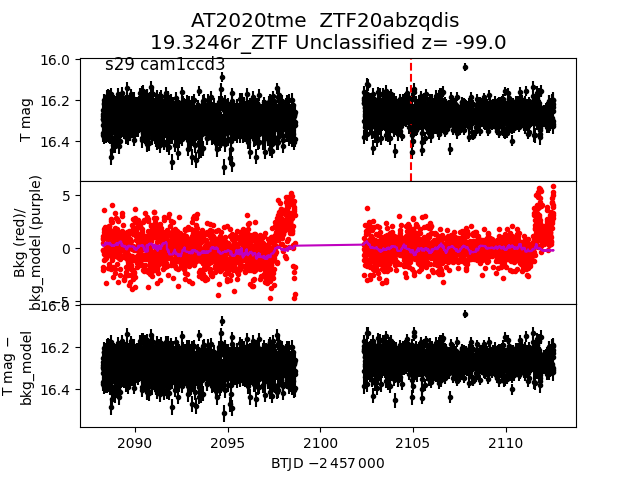 AT2020tme  ZTF20abzqdis
19.3246r_ZTF Unclassified z= -99.0
s29 cam1ccd3
16.0
16.2
16.4
T mag
5
0
−5
Bkg (red)/
bkg_model (purple)
16.0
16.2
16.4
T mag −
bkg_model
2090 2095 2100 2105 2110
BTJD −2 457 000